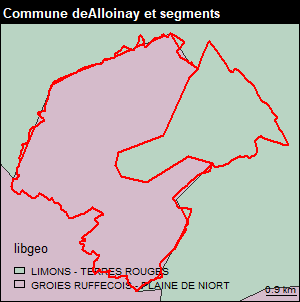 Commune deAlloinay et segments
libgeo
LIMONS - TERRES ROUGES
GROIES RUFFECOIS - PLAINE DE NIORT
0.9 km